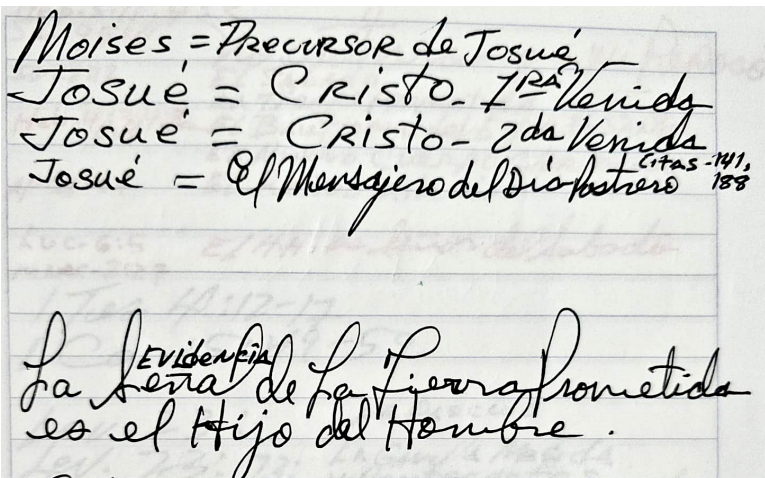 Moises = Precursor de Josué
Josué = Cristo - 1RA Venida
Josué = Cristo - 2da Venida
Josué = El Mensajero del Día Postrero Citas - 141, 188
Evidencia
La Señal de La Tierra Prometida
es el Hijo del Hombre.